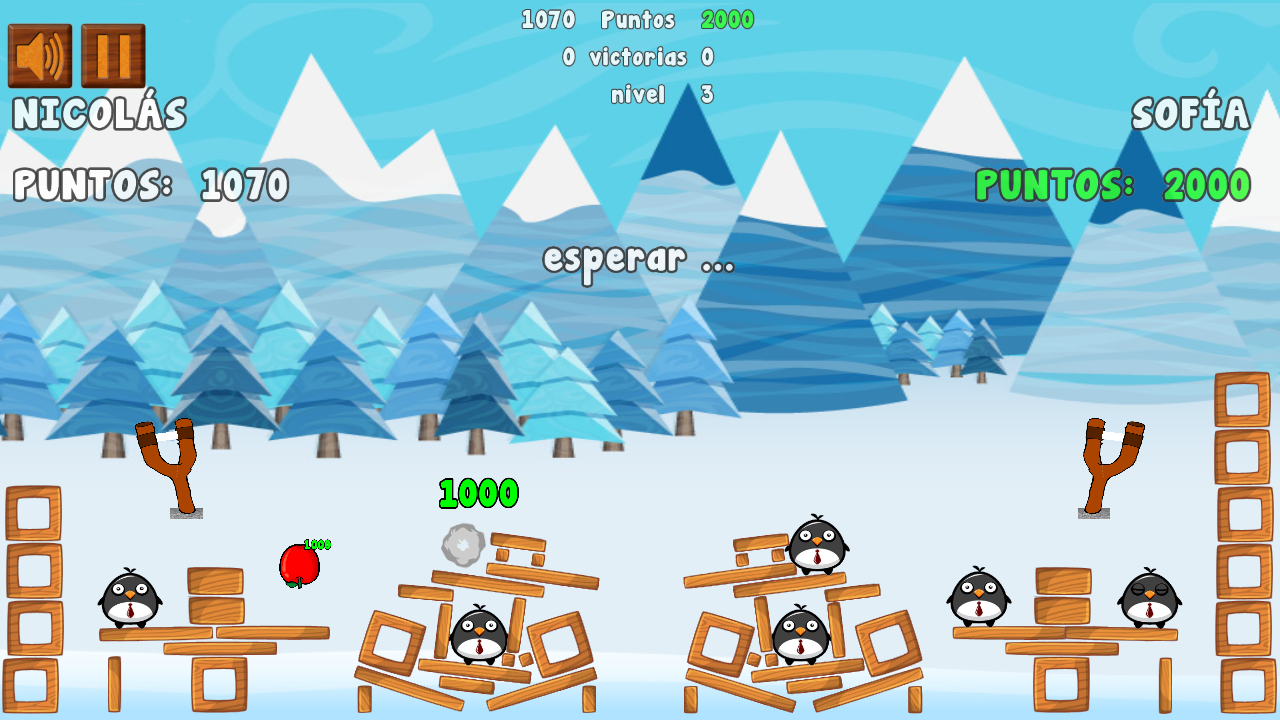 1070 Puntos 2000
0 victorias 0
nivel 3
NICOLÁS
SOFÍA
PUNTOS: 1070
PUNTOS: 2000
esperar ...
1000